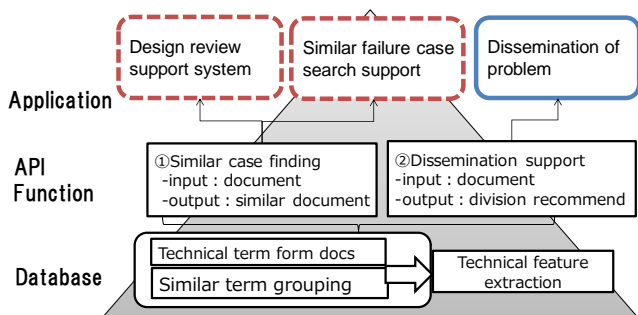 Design review
support system
Similar failure case
search support
Dissemination of
problem
Application
API
Function
①Similar case finding
-input : document
-output : similar document
②Dissemination support
-input : document
-output : division recommend
Database
Technical term form docs
Similar term grouping
Technical feature
extraction